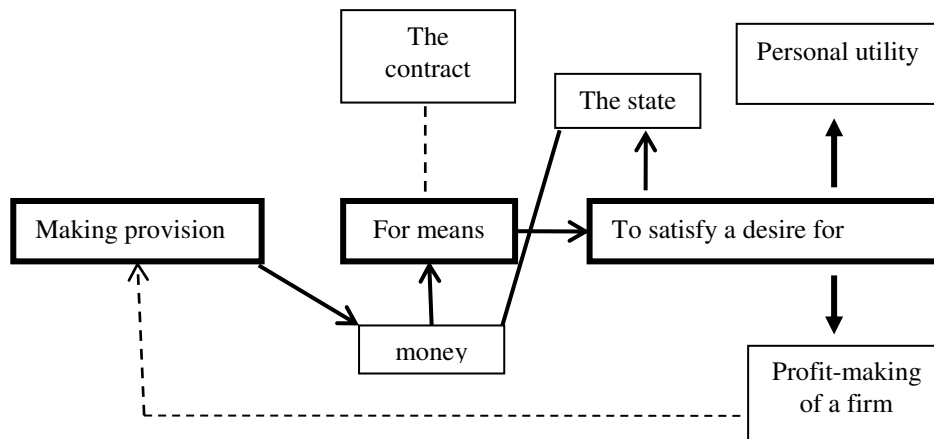 The
contract
Personal utility
The state
Making provision
For means
To satisfy a desire for
money
Profit-making
of a firm